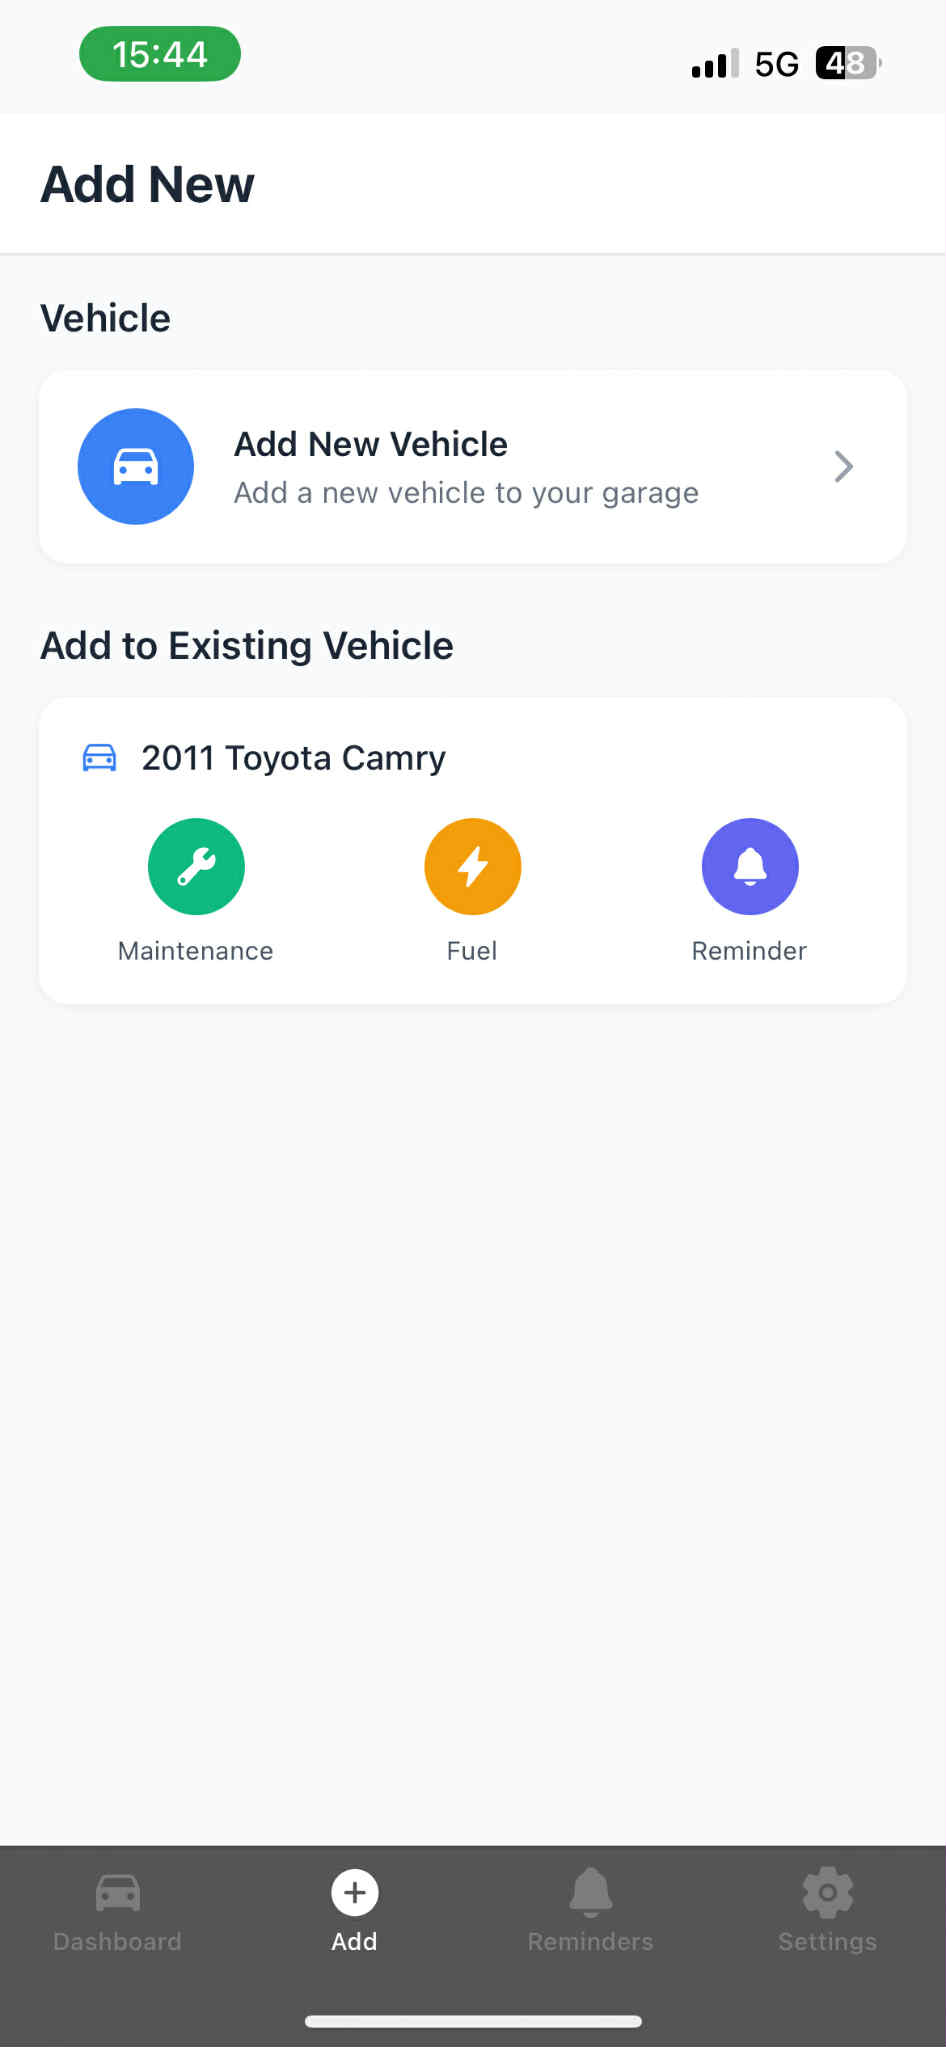 15:44
5G 48
Add New
Vehicle
Add New Vehicle
Add a new vehicle to your garage
Add to Existing Vehicle
2011 Toyota Camry
Maintenance Fuel Reminder
Dashboard Add Reminders Settings